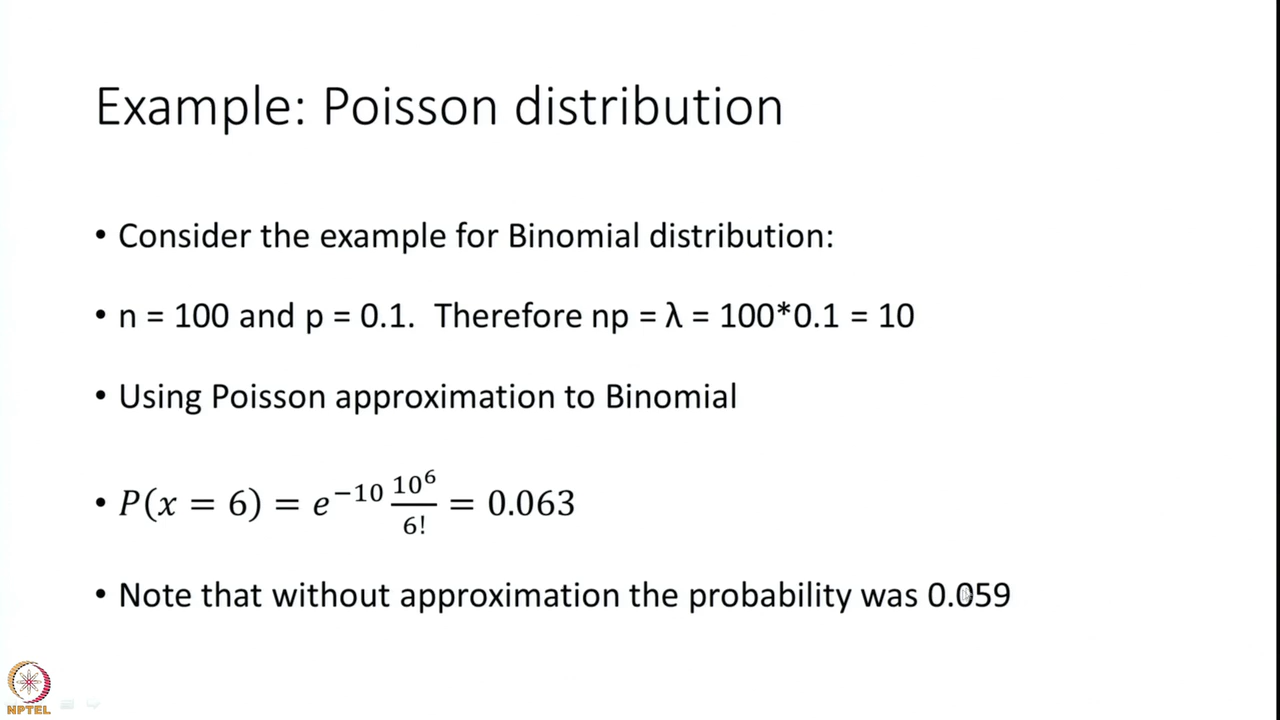 Example: Poisson distribution
• Consider the example for Binomial distribution:
• n = 100 and p = 0.1. Therefore np = λ = 100*0.1 = 10
• Using Poisson approximation to Binomial
• P(x = 6) = e^{-10} \frac{10^6}{6!} = 0.063
• Note that without approximation the probability was 0.059
NPTEL